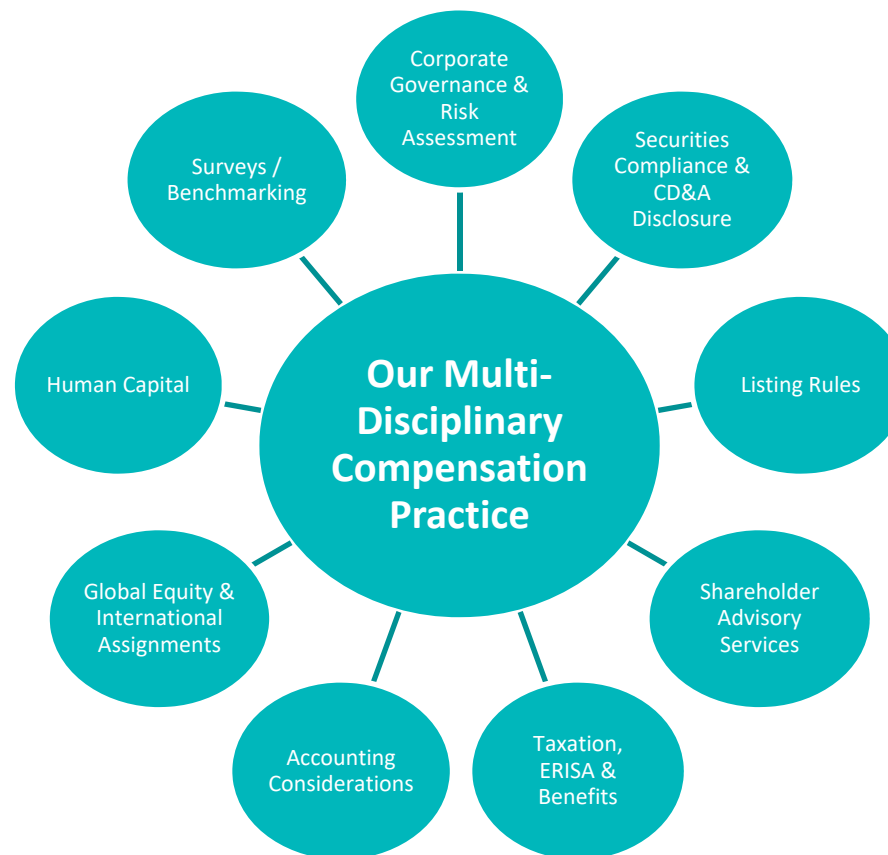 Corporate
Governance &
Risk
Assessment
Securities
Compliance &
CD&A
Disclosure
Listing Rules
Shareholder
Advisory
Services
Taxation,
ERISA &
Benefits
Accounting
Considerations
Global Equity &
International
Assignments
Human Capital
Surveys /
Benchmarking
Our Multi-
Disciplinary
Compensation
Practice